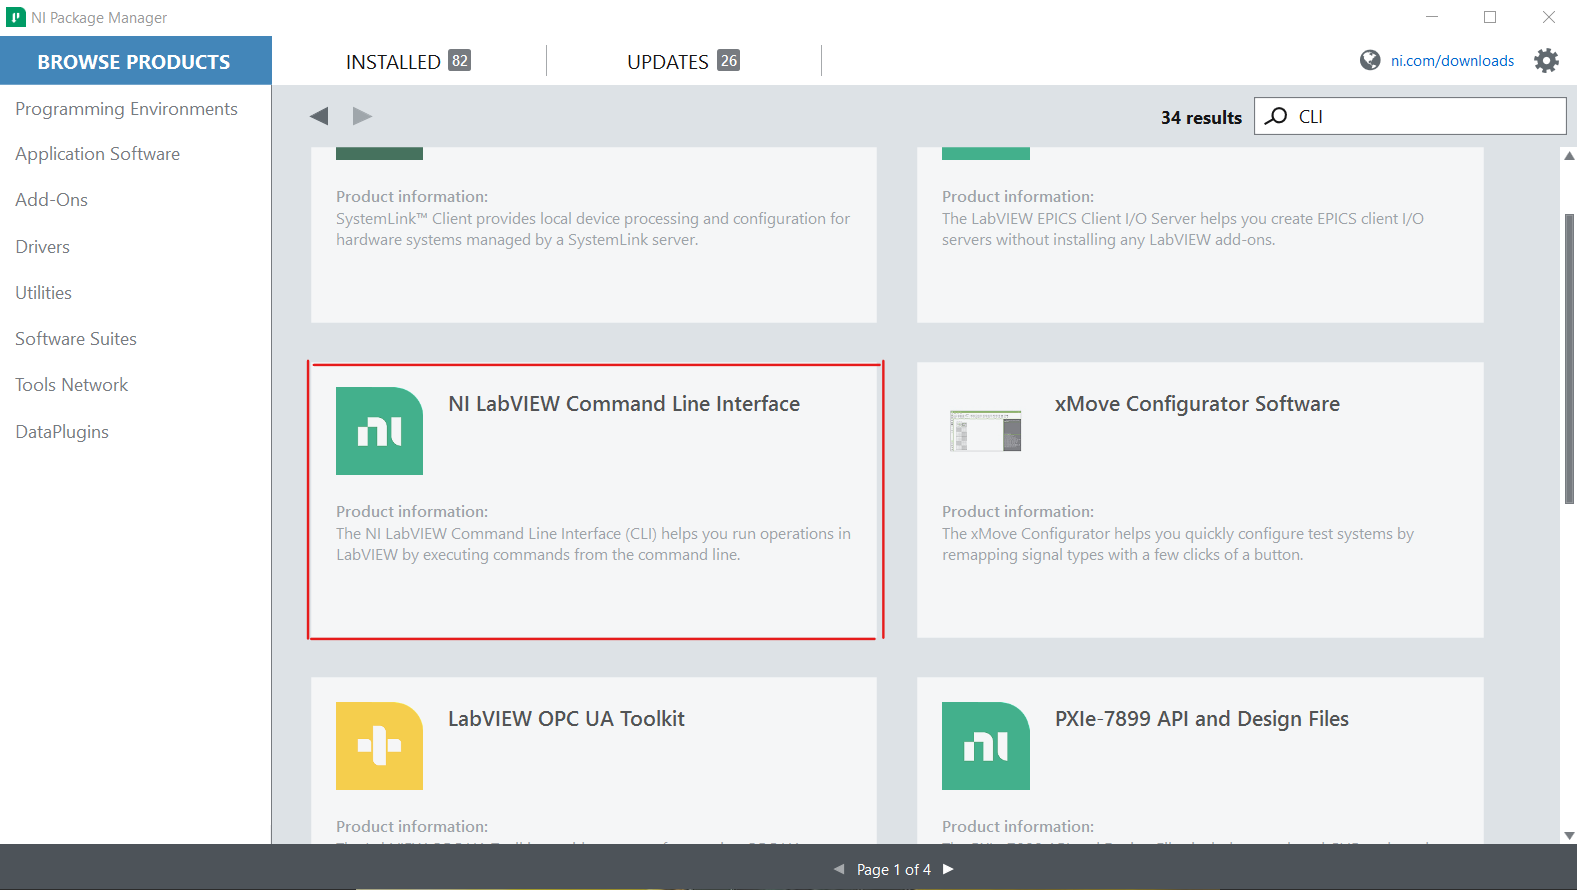 NI Package Manager
BROWSE PRODUCTS
INSTALLED 82
UPDATES 26
ni.com/downloads
Programming Environments
Application Software
Add-Ons
Drivers
Utilities
Software Suites
Tools Network
DataPlugins
34 results
CLI
Product information:
SystemLink™ Client provides local device processing and configuration for
hardware systems managed by a SystemLink server.
Product information:
The LabVIEW EPICS Client I/O Server helps you create EPICS client I/O
servers without installing any LabVIEW add-ons.
NI LabVIEW Command Line Interface
Product information:
The NI LabVIEW Command Line Interface (CLI) helps you run operations in
LabVIEW by executing commands from the command line.
xMove Configurator Software
Product information:
The xMove Configurator helps you quickly configure test systems by
remapping signal types with a few clicks of a button.
LabVIEW OPC UA Toolkit
Product information:
PXIe-7899 API and Design Files
Product information:
Page 1 of 4